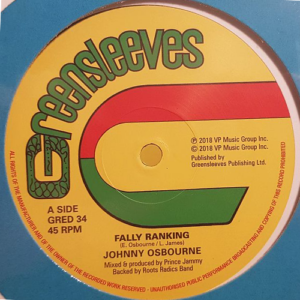 Greensleeves
℗ 2018 VP Music Group Inc.
© 2018 VP Music Group Inc.
Published by
Greensleeves Publishing Ltd.
A SIDE
GRED 34
45 RPM
FALLY RANKING
(E. Osbourne / L. James)
JOHNNY OSBOURNE
Mixed & produced by Prince Jammy
Backed by Roots Radics Band
ALL RIGHTS OF THE MANUFACTURER AND OF THE OWNER OF THE RECORDED WORK RESERVED — UNAUTHORISED PUBLIC PERFORMANCE BROADCASTING AND COPYING OF THIS RECORD PROHIBITED